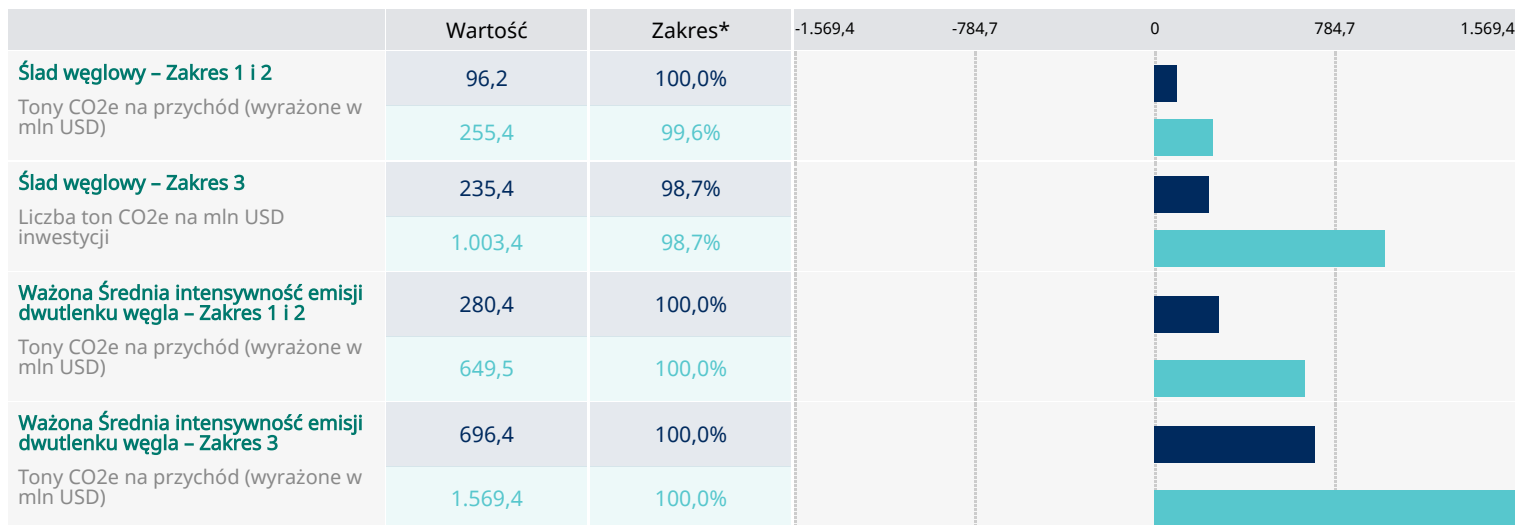 Wartość Zakres* -1.569,4 -784,7 0 784,7 1.569,4
Ślad węglowy – Zakres 1 i 2
96,2 100,0%
Tony CO2e na przychód (wyrażone w
mln USD)
255,4 99,6%
Ślad węglowy – Zakres 3
235,4 98,7%
Liczba ton CO2e na mln USD
inwestycji
1.003,4 98,7%
Ważona Średnia intensywność emisji
dwutlenku węgla – Zakres 1 i 2
280,4 100,0%
Tony CO2e na przychód (wyrażone w
mln USD)
649,5 100,0%
Ważona Średnia intensywność emisji
dwutlenku węgla – Zakres 3
696,4 100,0%
Tony CO2e na przychód (wyrażone w
mln USD)
1.569,4 100,0%